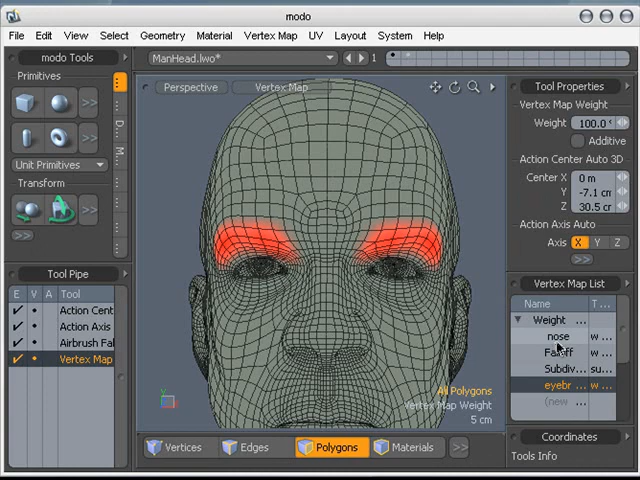 modo
File Edit View Select Geometry Material Vertex Map UV Layout System Help
modo Tools
ManHead.lwo*
1
Primitives
Unit Primitives
Transform
D...
M...
Perspective
Vertex Map
All Polygons
Vertex Map Weight
5 cm
Tool Pipe
E V A Tool
Action Cent
Action Axis
Airbrush Fal
Vertex Map
Vertices Edges Polygons Materials >>
Tool Properties
Vertex Map Weight
Weight 100.0
Additive
Action Center Auto 3D
Center X 0 m
Y -7.1 cm
Z 30.5 cr
Action Axis Auto
Axis X Y Z
>>
Vertex Map List
Name T...
Weight ...
nose w ...
Falloff w ...
Subdiv... su...
eyebr ... w ...
(new ...
Coordinates
Tools Info